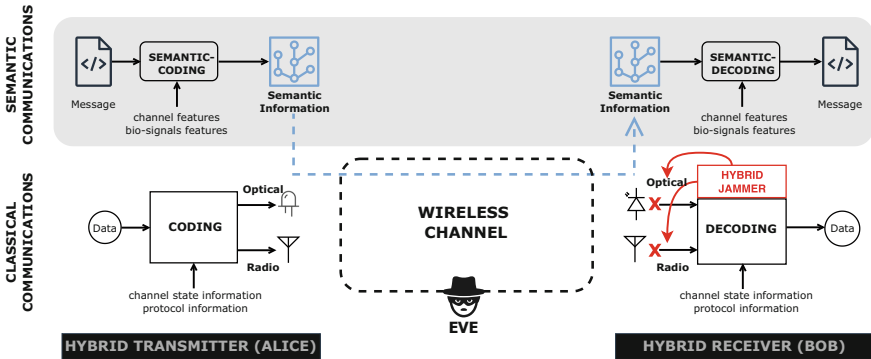 SEMANTIC
COMMUNICATIONS
</>
Message
SEMANTIC-
CODING
channel features
bio-signals features
Semantic
Information
Semantic
Information
SEMANTIC-
DECODING
channel features
bio-signals features
</>
Message
CLASSICAL
COMMUNICATIONS
Data
CODING
Optical
Radio
channel state information
protocol information
WIRELESS
CHANNEL
EVE
Optical
X
X
Radio
HYBRID
JAMMER
DECODING
Data
channel state information
protocol information
HYBRID TRANSMITTER (ALICE)
HYBRID RECEIVER (BOB)